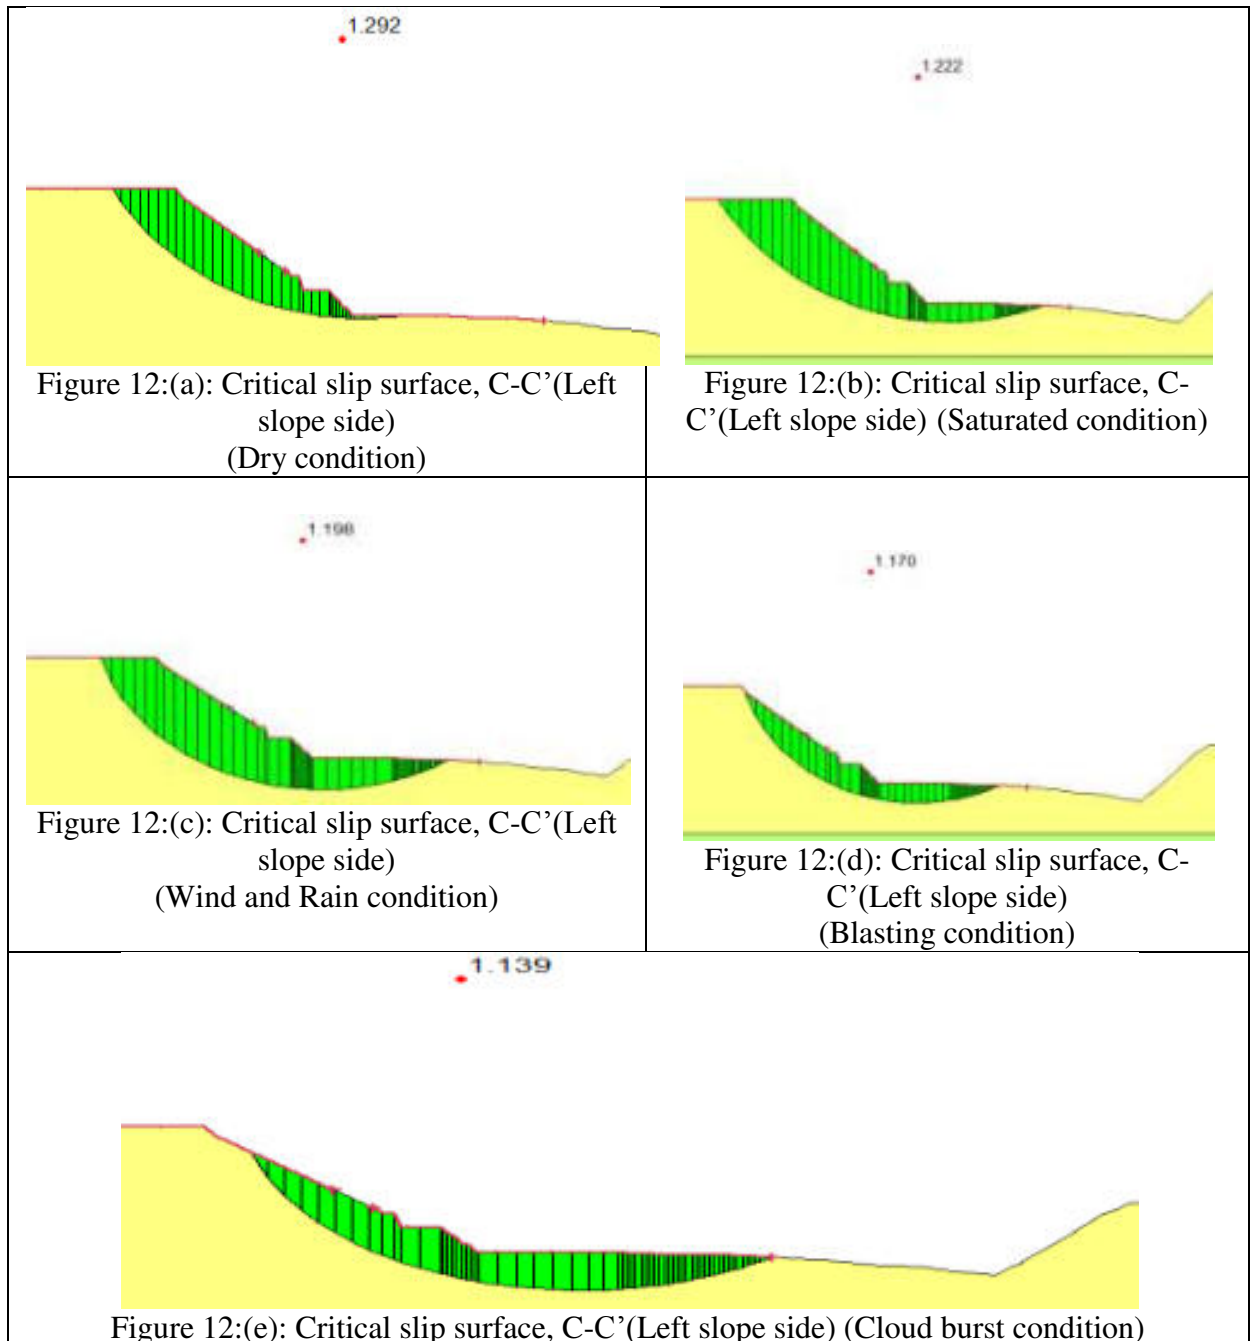 1.292
1.222
Figure 12:(a): Critical slip surface, C-C’(Left
slope side)
(Dry condition)
Figure 12:(b): Critical slip surface, C-
C’(Left slope side) (Saturated condition)
1.198
1.170
Figure 12:(c): Critical slip surface, C-C’(Left
slope side)
(Wind and Rain condition)
Figure 12:(d): Critical slip surface, C-
C’(Left slope side)
(Blasting condition)
1.139
Figure 12:(e): Critical slip surface, C-C’(Left slope side) (Cloud burst condition)